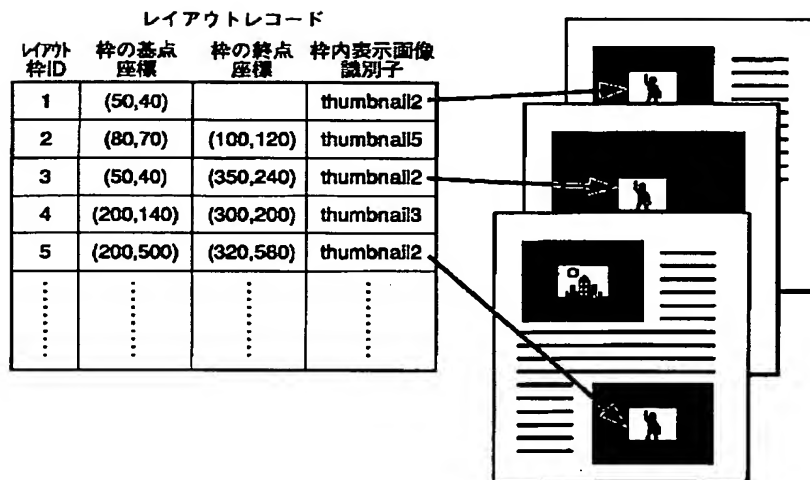 レイアウトレコード
レイアウト枠ID 枠の基点座標 枠の終点座標 枠内表示画像識別子
1 (50,40) thumbnail2
2 (80,70) (100,120) thumbnail5
3 (50,40) (350,240) thumbnail2
4 (200,140) (300,200) thumbnail3
5 (200,500) (320,580) thumbnail2